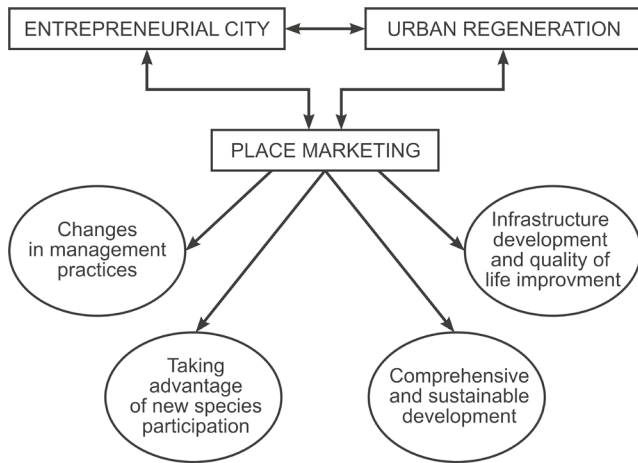 ENTREPRENEURIAL CITY
URBAN REGENERATION
PLACE MARKETING
Changes
in management
practices
Infrastructure
development
and quality of
life improvment
Taking
advantage
of new species
participation
Comprehensive
and sustainable
development